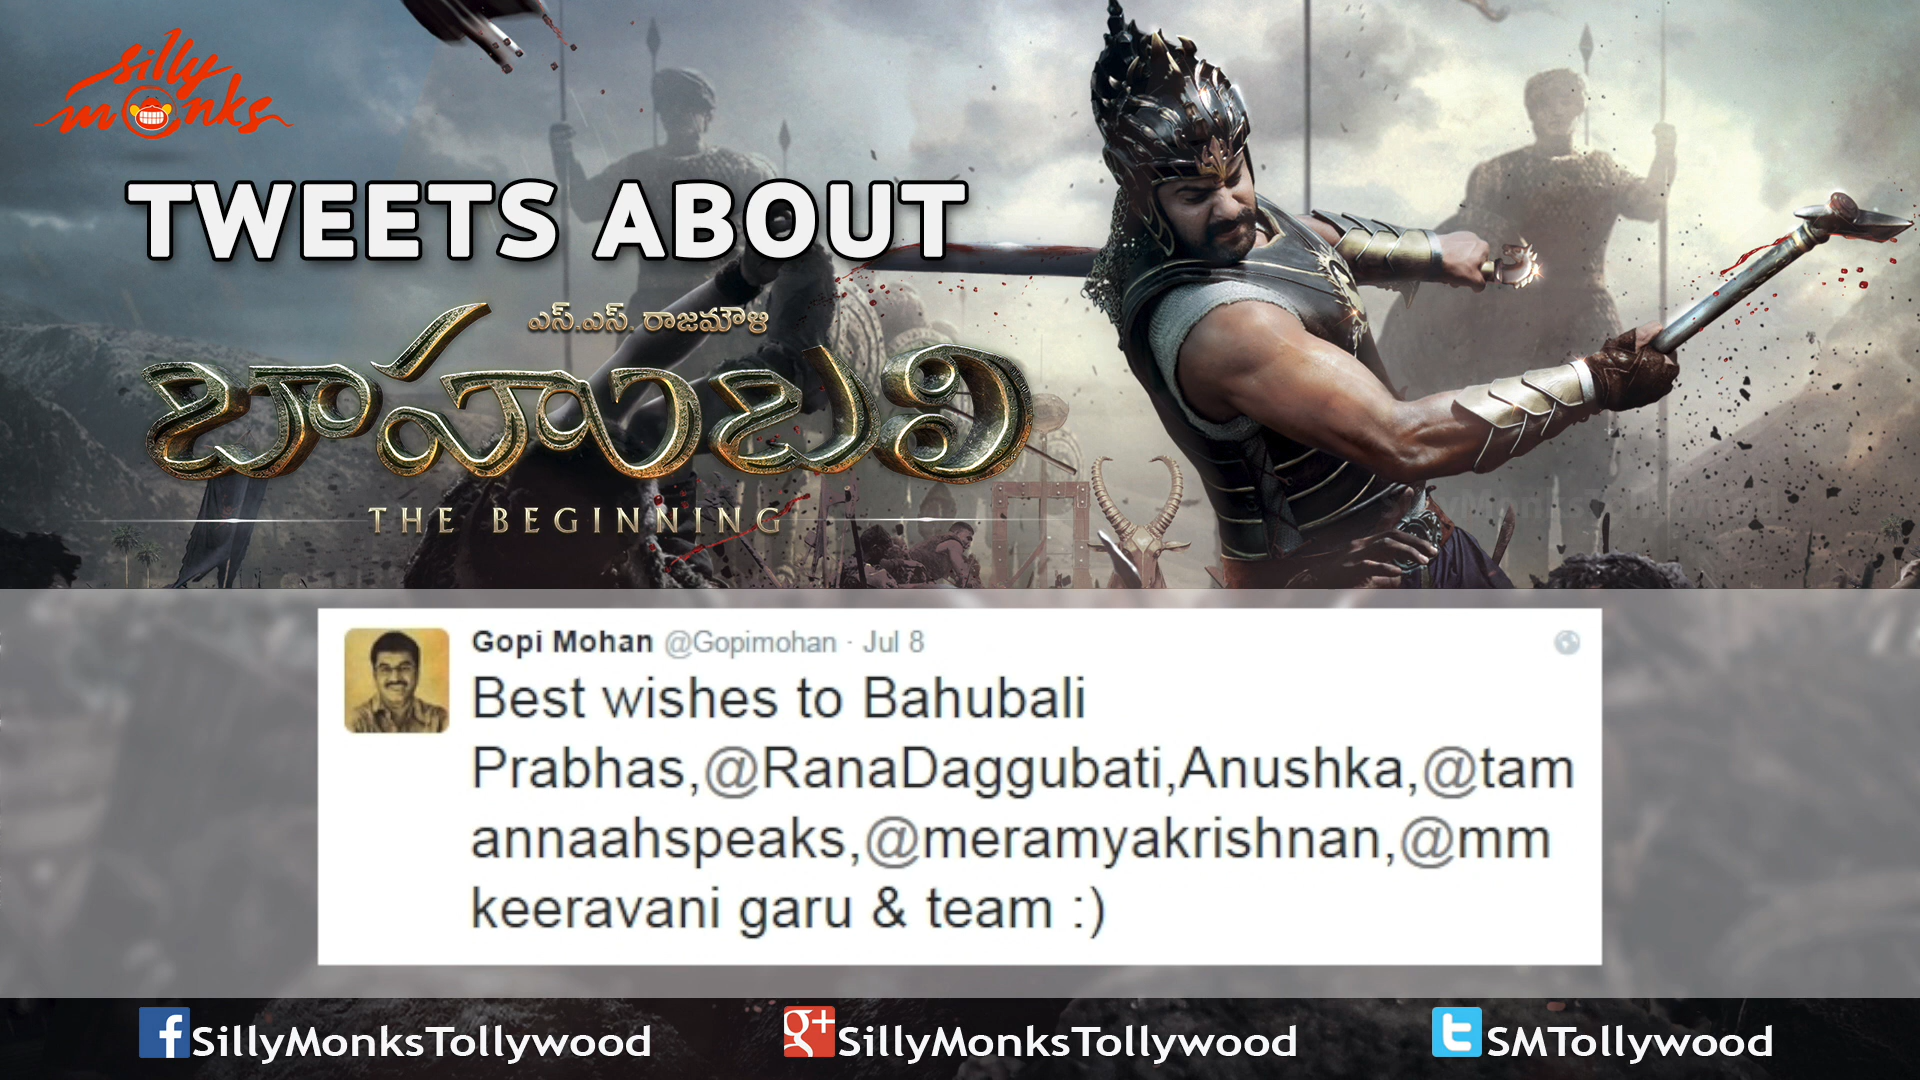 silly
monks
TWEETS ABOUT
ఎస్.ఎస్. రాజమౌళి
బాహుబలి
THE BEGINNING
Gopi Mohan @Gopimohan · Jul 8
Best wishes to Bahubali
Prabhas,@RanaDaggubati,Anushka,@tam
annaahspeaks,@meramyakrishnan,@mm
keeravani garu & team :)
f SillyMonksTollywood
g+ SillyMonksTollywood
t SMTollywood